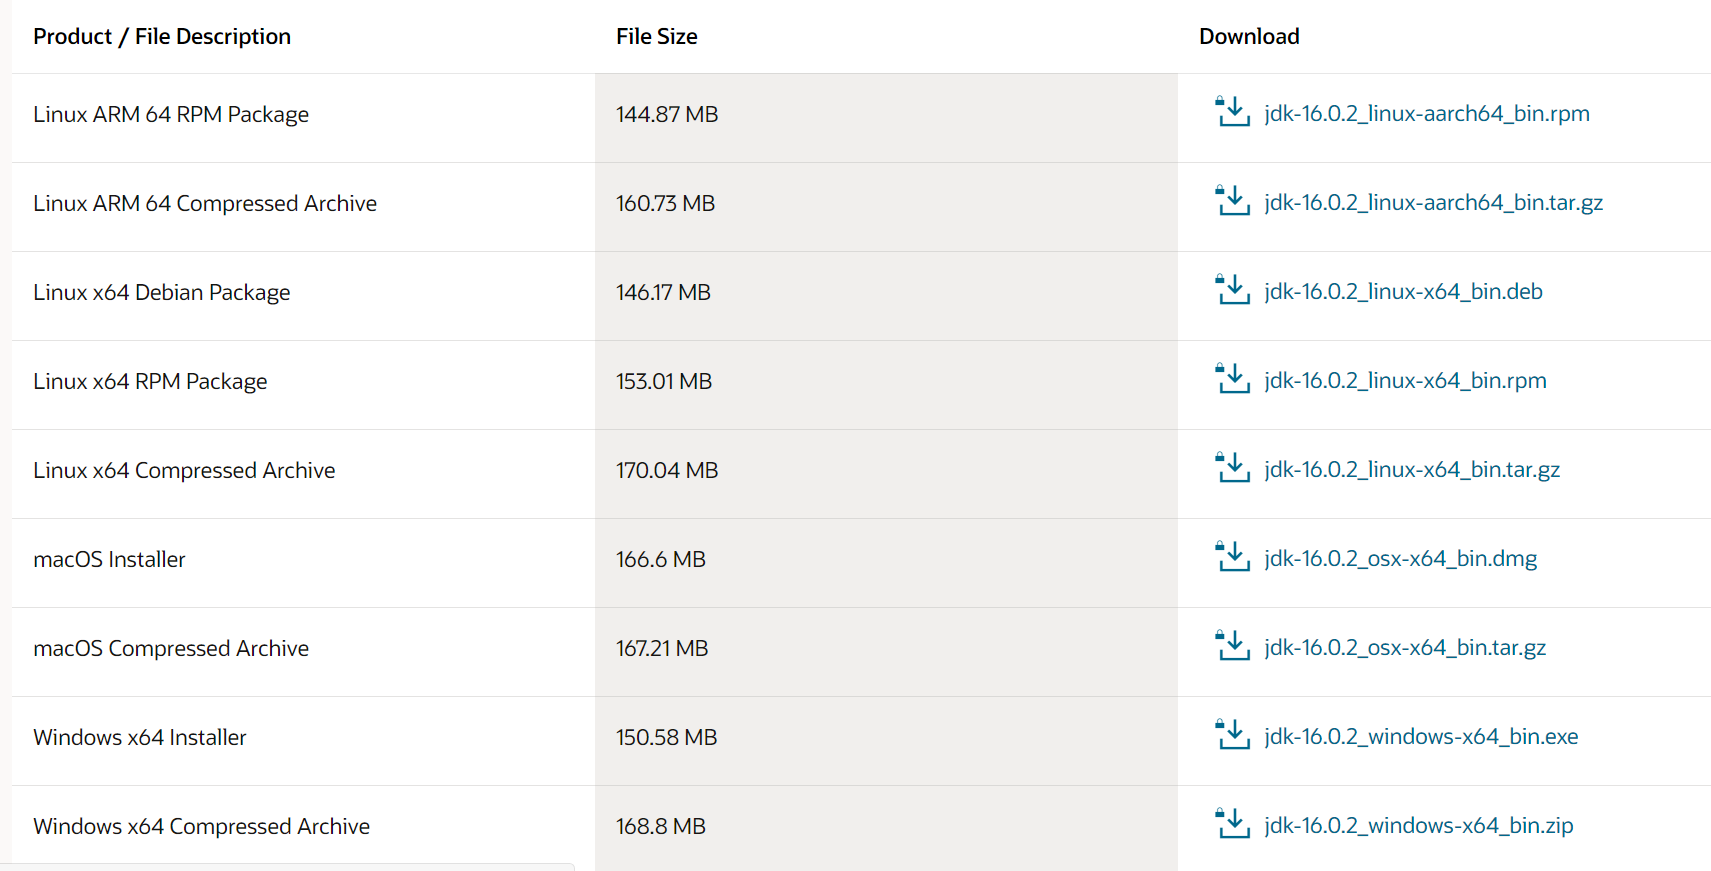 Product / File Description File Size Download
Linux ARM 64 RPM Package 144.87 MB jdk-16.0.2_linux-aarch64_bin.rpm
Linux ARM 64 Compressed Archive 160.73 MB jdk-16.0.2_linux-aarch64_bin.tar.gz
Linux x64 Debian Package 146.17 MB jdk-16.0.2_linux-x64_bin.deb
Linux x64 RPM Package 153.01 MB jdk-16.0.2_linux-x64_bin.rpm
Linux x64 Compressed Archive 170.04 MB jdk-16.0.2_linux-x64_bin.tar.gz
macOS Installer 166.6 MB jdk-16.0.2_osx-x64_bin.dmg
macOS Compressed Archive 167.21 MB jdk-16.0.2_osx-x64_bin.tar.gz
Windows x64 Installer 150.58 MB jdk-16.0.2_windows-x64_bin.exe
Windows x64 Compressed Archive 168.8 MB jdk-16.0.2_windows-x64_bin.zip